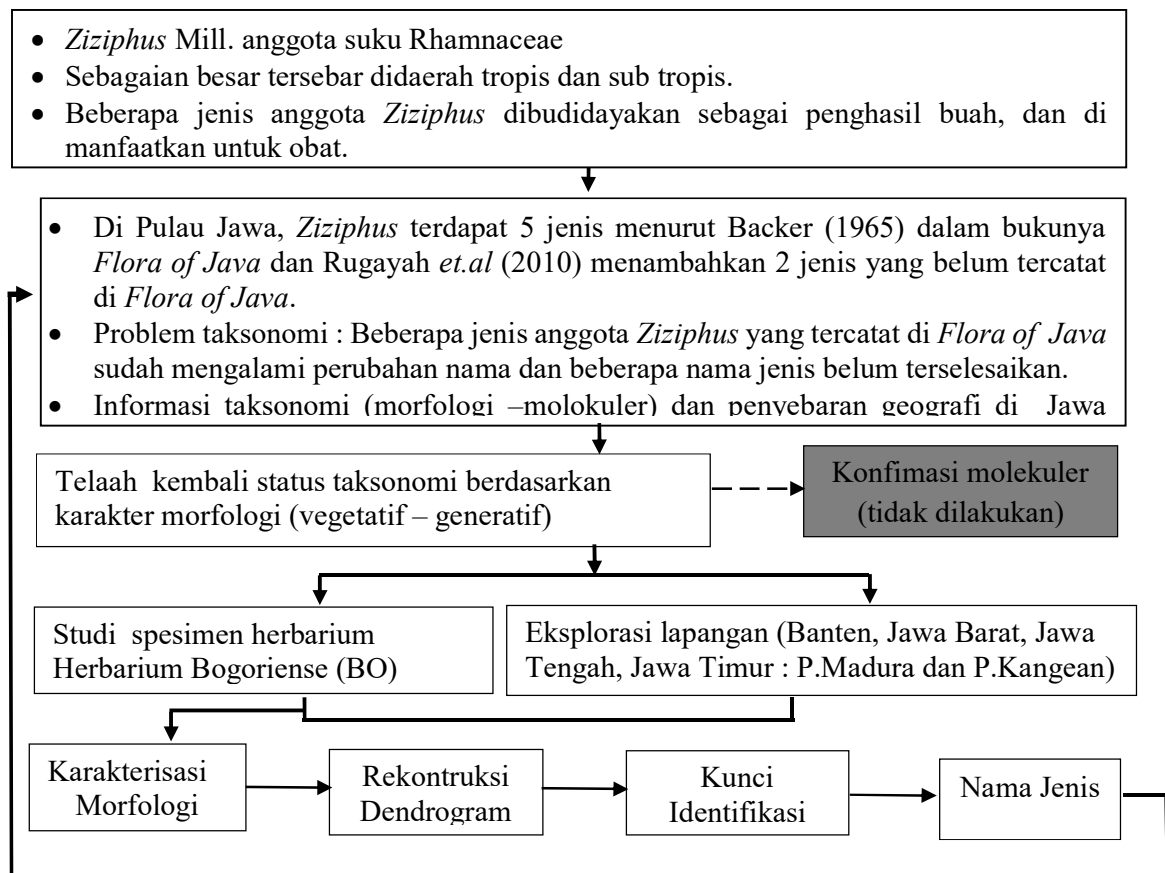 • Ziziphus Mill. anggota suku Rhamnaceae
• Sebagaian besar tersebar didaerah tropis dan sub tropis.
• Beberapa jenis anggota Ziziphus dibudidayakan sebagai penghasil buah, dan di
manfaatkan untuk obat.
• Di Pulau Jawa, Ziziphus terdapat 5 jenis menurut Backer (1965) dalam bukunya
Flora of Java dan Rugayah et.al (2010) menambahkan 2 jenis yang belum tercatat
di Flora of Java.
• Problem taksonomi : Beberapa jenis anggota Ziziphus yang tercatat di Flora of Java
sudah mengalami perubahan nama dan beberapa nama jenis belum terselesaikan.
• Informasi taksonomi (morfologi –molokuler) dan penyebaran geografi di Jawa
Telaah kembali status taksonomi berdasarkan
karakter morfologi (vegetatif – generatif)
Konfimasi molekuler
(tidak dilakukan)
Studi spesimen herbarium
Herbarium Bogoriense (BO)
Eksplorasi lapangan (Banten, Jawa Barat, Jawa
Tengah, Jawa Timur : P.Madura dan P.Kangean)
Karakterisasi
Morfologi
Rekontruksi
Dendrogram
Kunci
Identifikasi
Nama Jenis